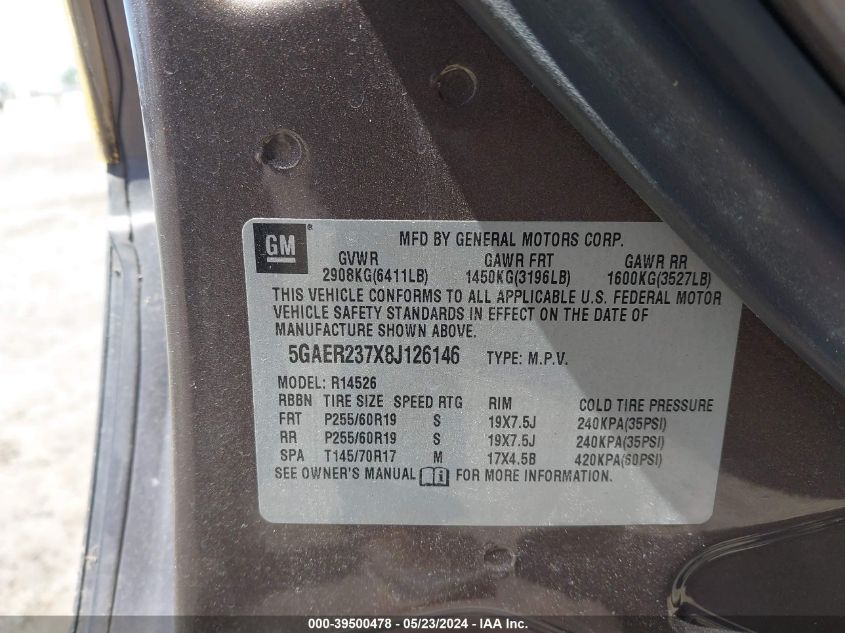 GM®
MFD BY GENERAL MOTORS CORP.
GVWR GAWR FRT GAWR RR
2908KG(6411LB) 1450KG(3196LB) 1600KG(3527LB)
THIS VEHICLE CONFORMS TO ALL APPLICABLE U.S. FEDERAL MOTOR
VEHICLE SAFETY STANDARDS IN EFFECT ON THE DATE OF
MANUFACTURE SHOWN ABOVE.
5GAER237X8J126146 TYPE: M.P.V.
MODEL: R14526
RBBN TIRE SIZE SPEED RTG RIM COLD TIRE PRESSURE
FRT P255/60R19 S 19X7.5J 240KPA(35PSI)
RR P255/60R19 S 19X7.5J 240KPA(35PSI)
SPA T145/70R17 M 17X4.5B 420KPA(60PSI)
SEE OWNER'S MANUAL i FOR MORE INFORMATION.
000-39500478 - 05/23/2024 - IAA Inc.